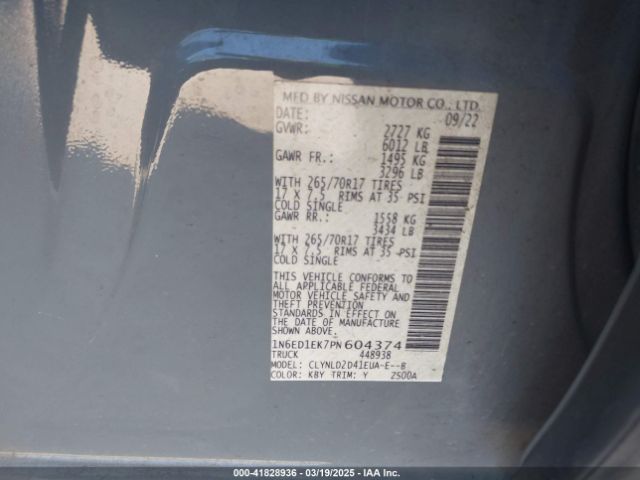 MFD BY NISSAN MOTOR CO., LTD.
DATE: 09/22
GVWR: 2727 KG
6012 LB
GAWR FR.: 1495 KG
3296 LB
WITH 265/70R17 TIRES
17 X 7.5 RIMS AT 35 PSI
COLD SINGLE
GAWR RR.: 1558 KG
3434 LB
WITH 265/70R17 TIRES
17 X 7.5 RIMS AT 35 PSI
COLD SINGLE
THIS VEHICLE CONFORMS TO
ALL APPLICABLE FEDERAL
MOTOR VEHICLE SAFETY AND
THEFT PREVENTION
STANDARDS IN EFFECT ON
THE DATE OF MANUFACTURE
SHOWN ABOVE.
1N6ED1EK7PN604374
TRUCK 448938
MODEL: CLYNLD2D41EUA-E--B
COLOR: KBY TRIM: Y 2500A
000-41828936 - 03/19/2025 - IAA Inc.